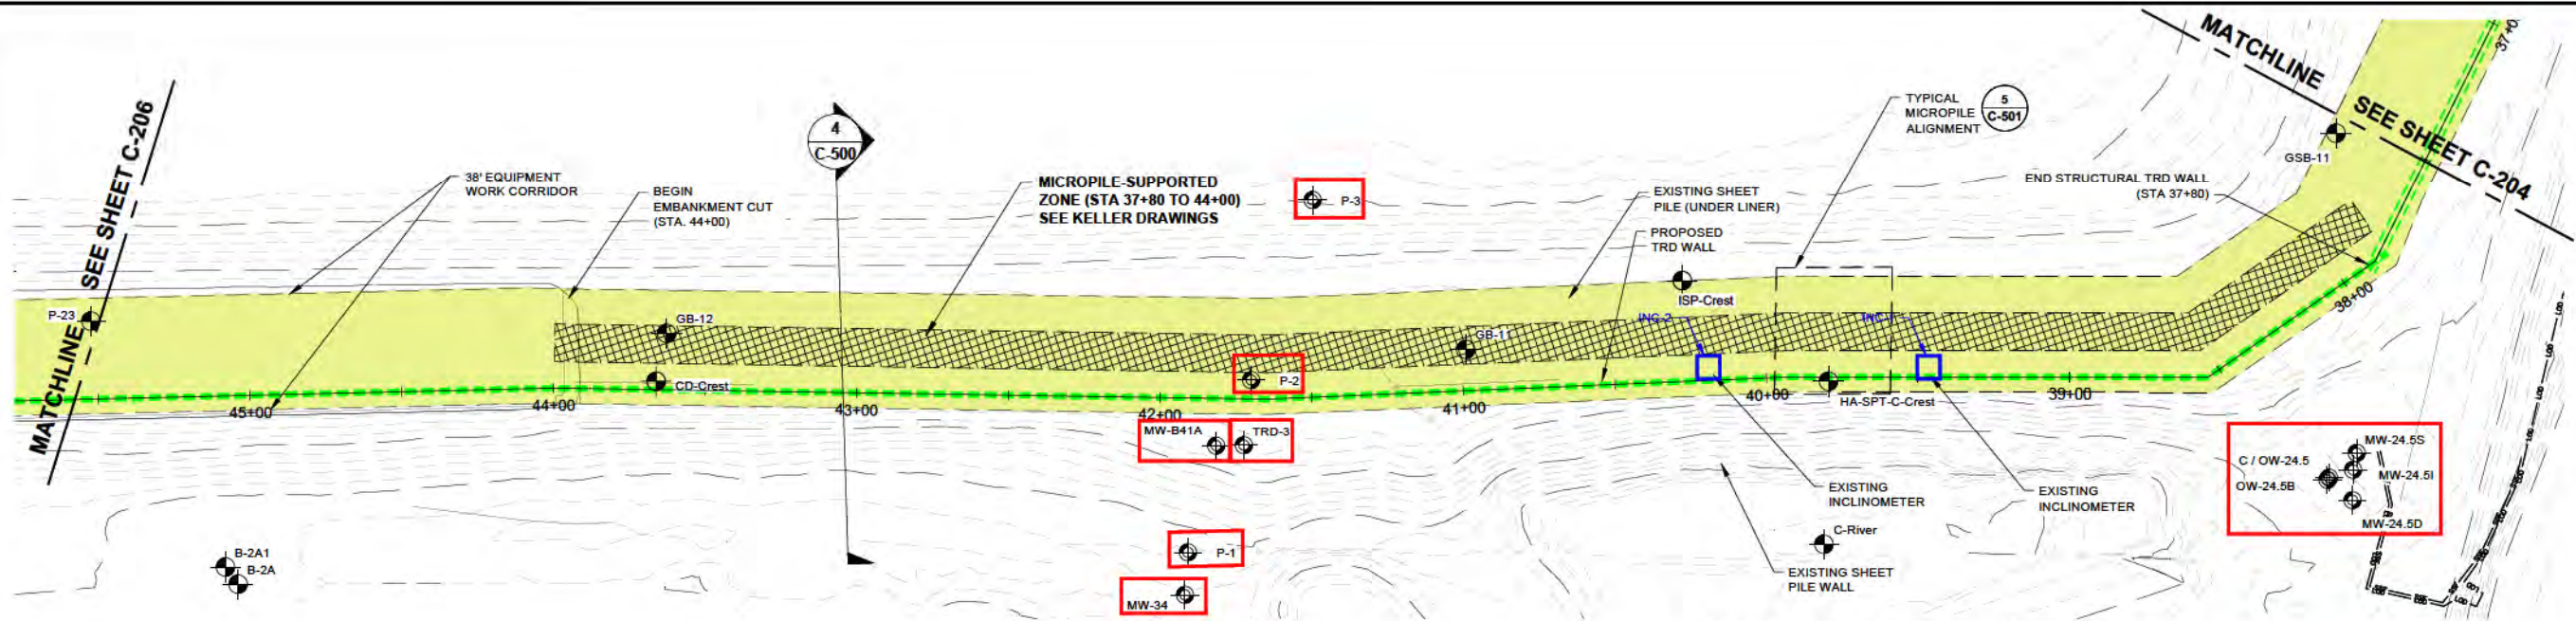 MATCHLINE SEE SHEET C-206
38' EQUIPMENT
WORK CORRIDOR
BEGIN
EMBANKMENT CUT
(STA. 44+00)
4
C-500
MICROPILE-SUPPORTED
ZONE (STA 37+80 TO 44+00)
SEE KELLER DRAWINGS
P-3
EXISTING SHEET
PILE (UNDER LINER)
PROPOSED
TRD WALL
TYPICAL
MICROPILE
ALIGNMENT
5
C-501
MATCHLINE SEE SHEET C-204
GSB-11
END STRUCTURAL TRD WALL
(STA 37+80)
P-23
GB-12
CD-Crest
P-2
GB-11
ISP-Crest
INC-2
HA-SPT-C-Crest
45+00
44+00
43+00
42+00
41+00
40+00
39+00
38+00
MW-B41A
TRD-3
P-1
MW-34
B-2A1
B-2A
EXISTING
INCLINOMETER
EXISTING
INCLINOMETER
C-River
EXISTING SHEET
PILE WALL
MW-24.5S
C / OW-24.5
MW-24.5I
OW-24.5B
MW-24.5D